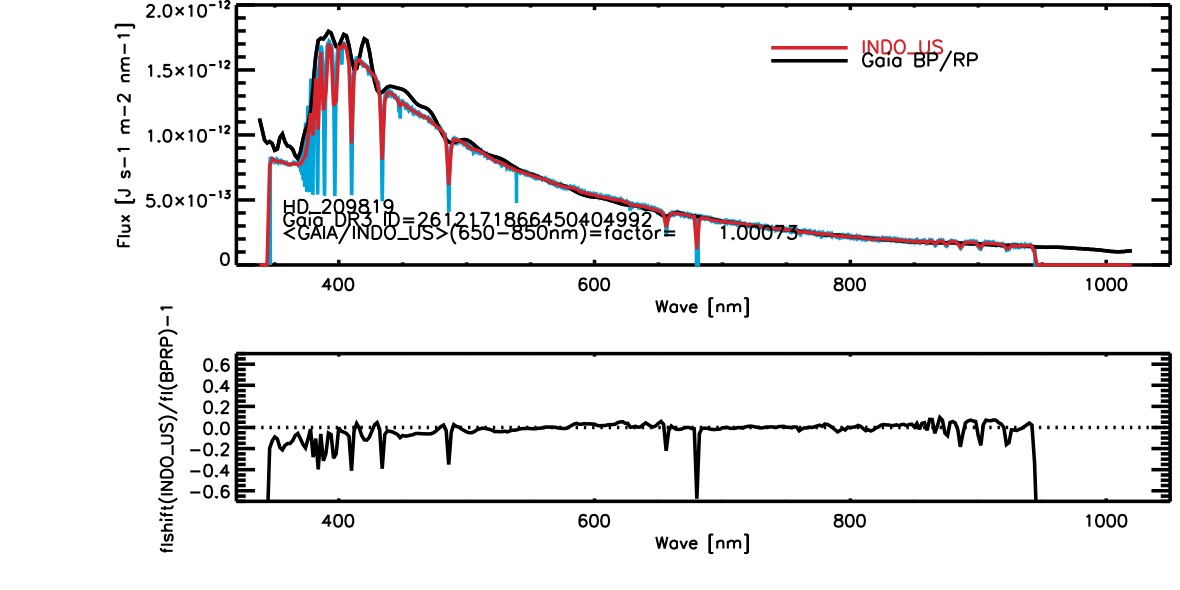 2.0×10−12
1.5×10−12
1.0×10−12
5.0×10−13
0
Flux [J s−1 m−2 nm−1]
INDO_US
Gaia BP/RP
HD_209819
Gaia DR3 ID=2612171866450404992
<GAIA/INDO_US>(650−850nm)=factor= 1.00073
400 600 800 1000
Wave [nm]
flshift(INDO_US)/fl(BPRP)−1
0.6
0.4
0.2
0.0
−0.2
−0.4
−0.6
400 600 800 1000
Wave [nm]